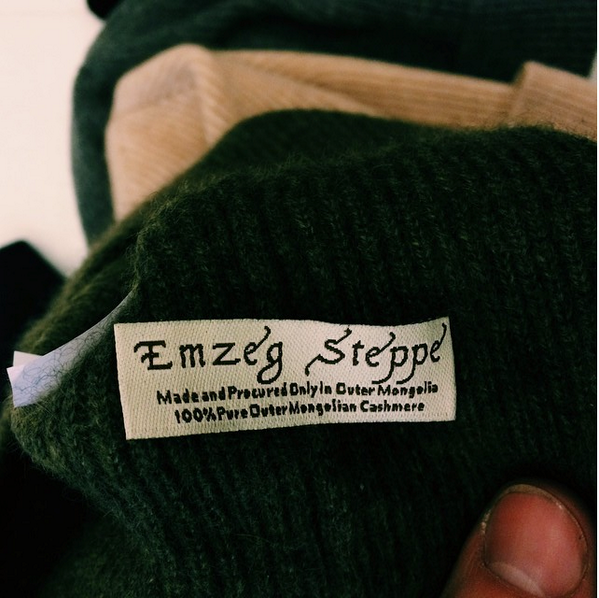 Emzeg Steppe
Made and Procured Only In Outer Mongolia
100% Pure Outer Mongolian Cashmere